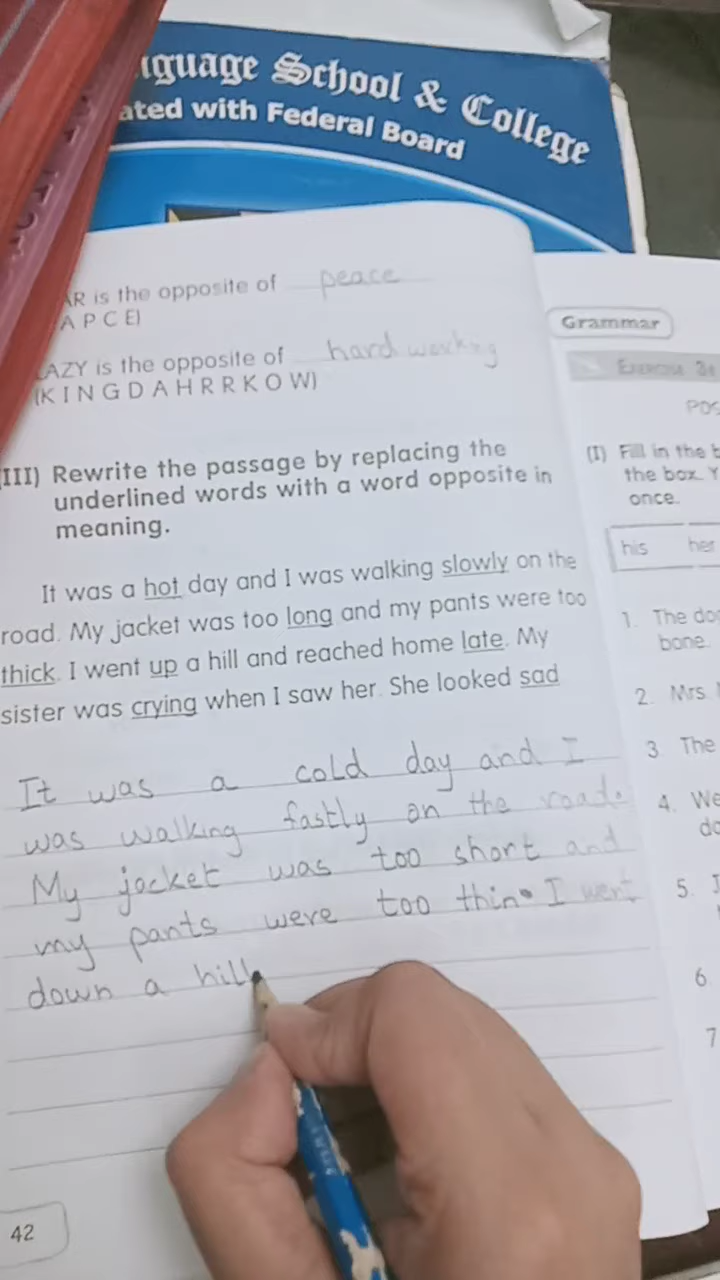 nguage School & College
ated with Federal Board
AR is the opposite of peace
A P C E)
AZY is the opposite of hard working
(K I N G D A H R R K O W)
(III) Rewrite the passage by replacing the
underlined words with a word opposite in
meaning.
It was a hot day and I was walking slowly on the
road. My jacket was too long and my pants were too
thick. I went up a hill and reached home late. My
sister was crying when I saw her. She looked sad
It was a cold day and I
was walking fastly on the road.
My jacket was too short and
my pants were too thin. I went
down a hill
42
Grammar
Exercise
POS
(I) Fill in the b
the box. Y
once.
his her
1. The do
bone.
2. Mrs.
3 The
4. We
do
5. I
6
7